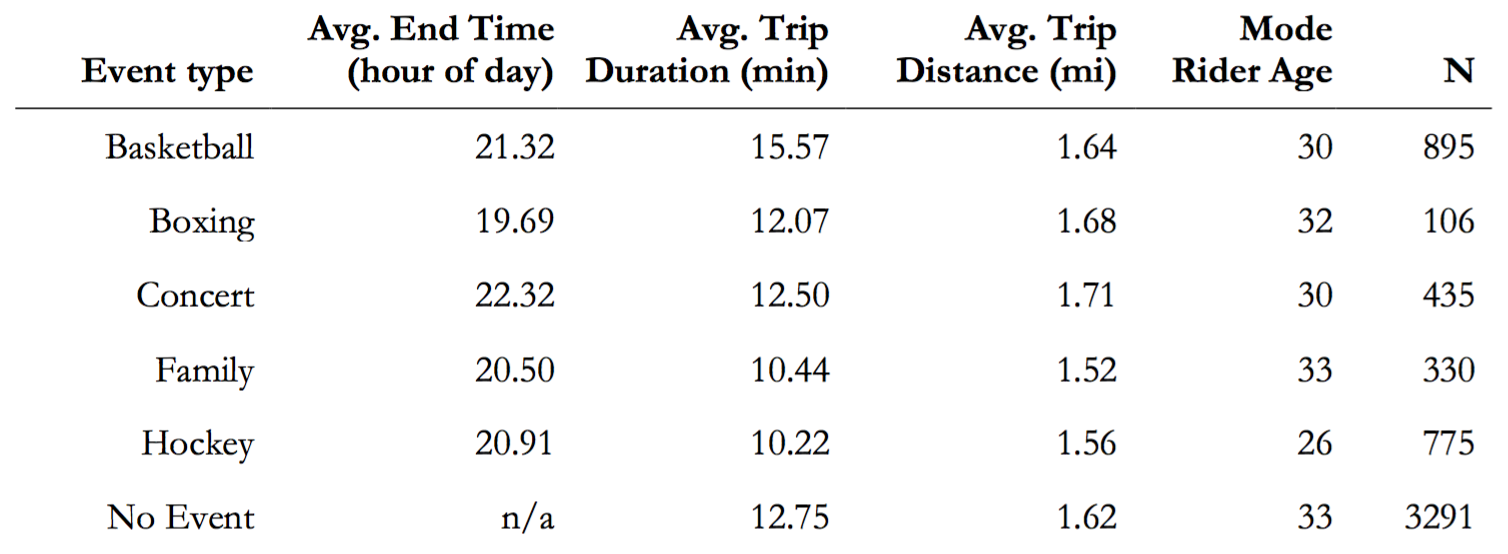 Event type Avg. End Time (hour of day) Avg. Trip Duration (min) Avg. Trip Distance (mi) Mode Rider Age N
Basketball 21.32 15.57 1.64 30 895
Boxing 19.69 12.07 1.68 32 106
Concert 22.32 12.50 1.71 30 435
Family 20.50 10.44 1.52 33 330
Hockey 20.91 10.22 1.56 26 775
No Event n/a 12.75 1.62 33 3291